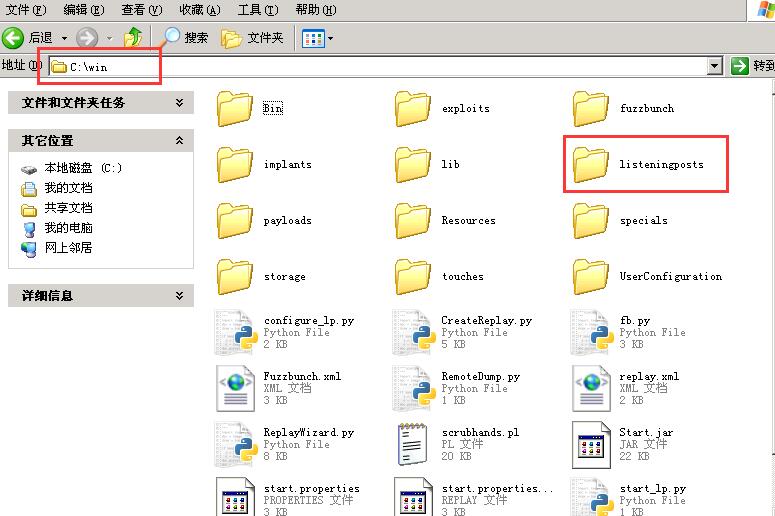 文件(F) 编辑(E) 查看(V) 收藏(A) 工具(T) 帮助(H)
后退 搜索 文件夹
地址(D) C:\win 转到
文件和文件夹任务
其它位置
本地磁盘 (C:)
我的文档
共享文档
我的电脑
网上邻居
详细信息
Bin
exploits
fuzzbunch
implants
lib
listeningposts
payloads
Resources
specials
storage
touches
UserConfiguration
configure_lp.py
Python File
2 KB
CreateReplay.py
Python File
5 KB
fb.py
Python File
3 KB
Fuzzbunch.xml
XML 文档
3 KB
RemoteDump.py
Python File
1 KB
replay.xml
XML 文档
2 KB
ReplayWizard.py
Python File
8 KB
scrubhands.pl
PL 文件
20 KB
Start.jar
JAR 文件
22 KB
start.properties
PROPERTIES 文件
3 KB
start.properties...
REPLAY 文件
3 KB
start_lp.py
Python File
1 KB